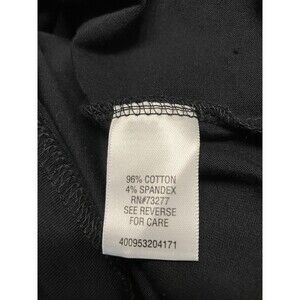 96% COTTON
4% SPANDEX
RN#73277
SEE REVERSE
FOR CARE
400953204171